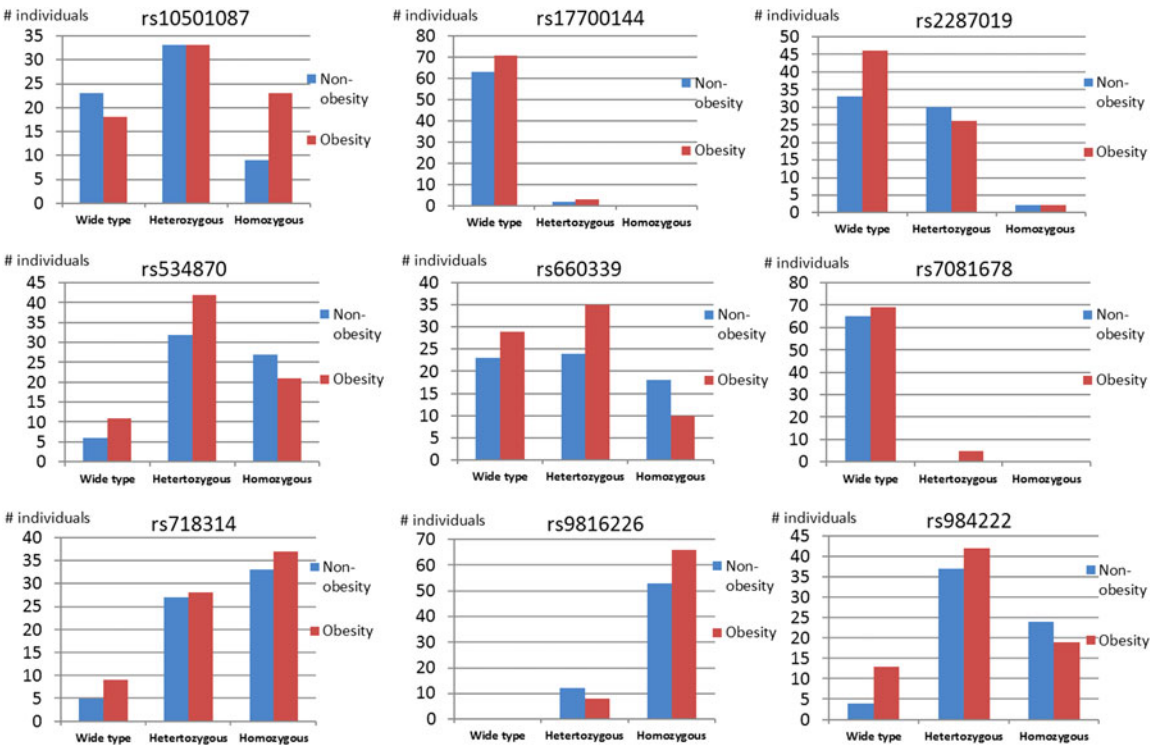 # individuals
rs10501087
35
30
25
20
15
10
5
0
Wide type Heterozygous Homozygous
Non-
obesity
Obesity
# individuals
rs17700144
80
70
60
50
40
30
20
10
0
Wide type Hetertozygous Homozygous
Non-
obesity
Obesity
# individuals
rs2287019
50
45
40
35
30
25
20
15
10
5
0
Wide type Hetertozygous Homozygous
Non-
obesity
Obesity
# individuals
rs534870
45
40
35
30
25
20
15
10
5
0
Wide type Hetertozygous Homozygous
Non-
obesity
Obesity
# individuals
rs660339
40
35
30
25
20
15
10
5
0
Wide type Hetertozygous Homozygous
Non-
obesity
Obesity
# individuals
rs7081678
80
70
60
50
40
30
20
10
0
Wide type Hetertozygous Homozygous
Non-
obesity
Obesity
# individuals
rs718314
40
35
30
25
20
15
10
5
0
Wide type Hetertozygous Homozygous
Non-
obesity
Obesity
# individuals
rs9816226
70
60
50
40
30
20
10
0
Wide type Hetertozygous Homozygous
Non-
obesity
Obesity
# individuals
rs984222
45
40
35
30
25
20
15
10
5
0
Wide type Hetertozygous Homozygous
Non-
obesity
Obesity